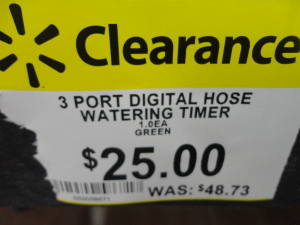 Clearance
3 PORT DIGITAL HOSE
WATERING TIMER
1.0EA
GREEN
$25.00
WAS: $48.73